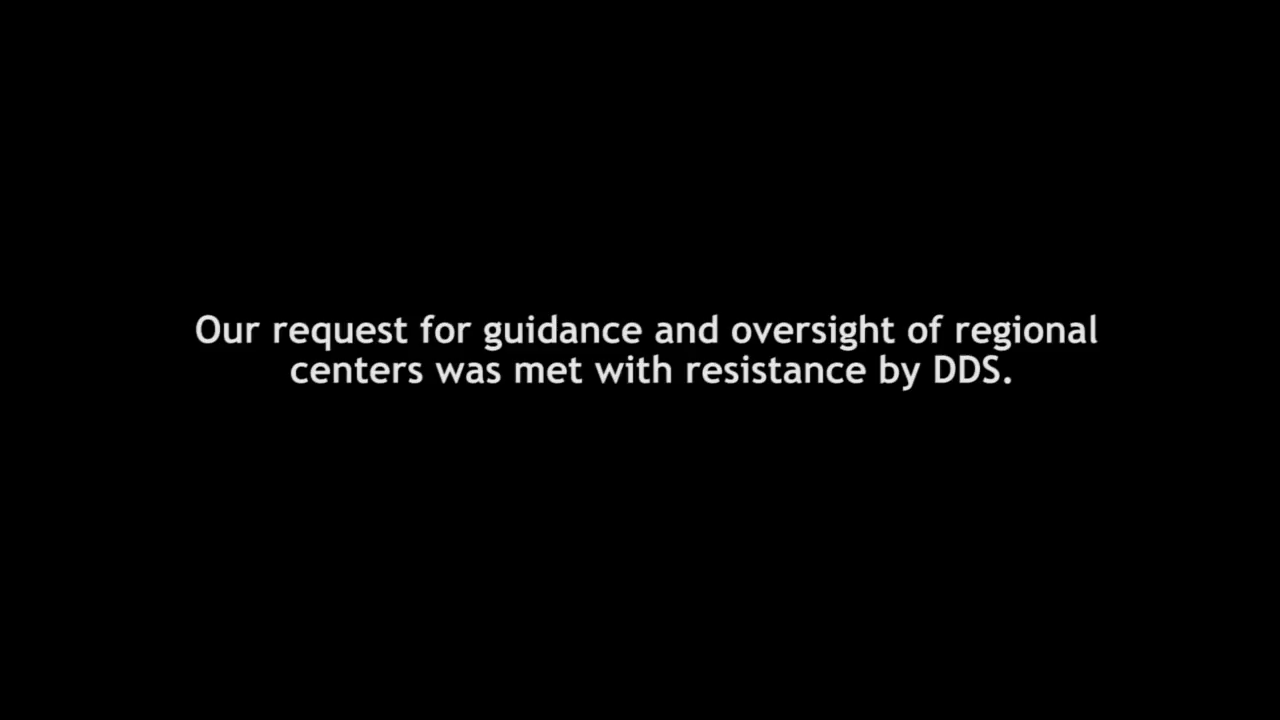 Our request for guidance and oversight of regional
centers was met with resistance by DDS.